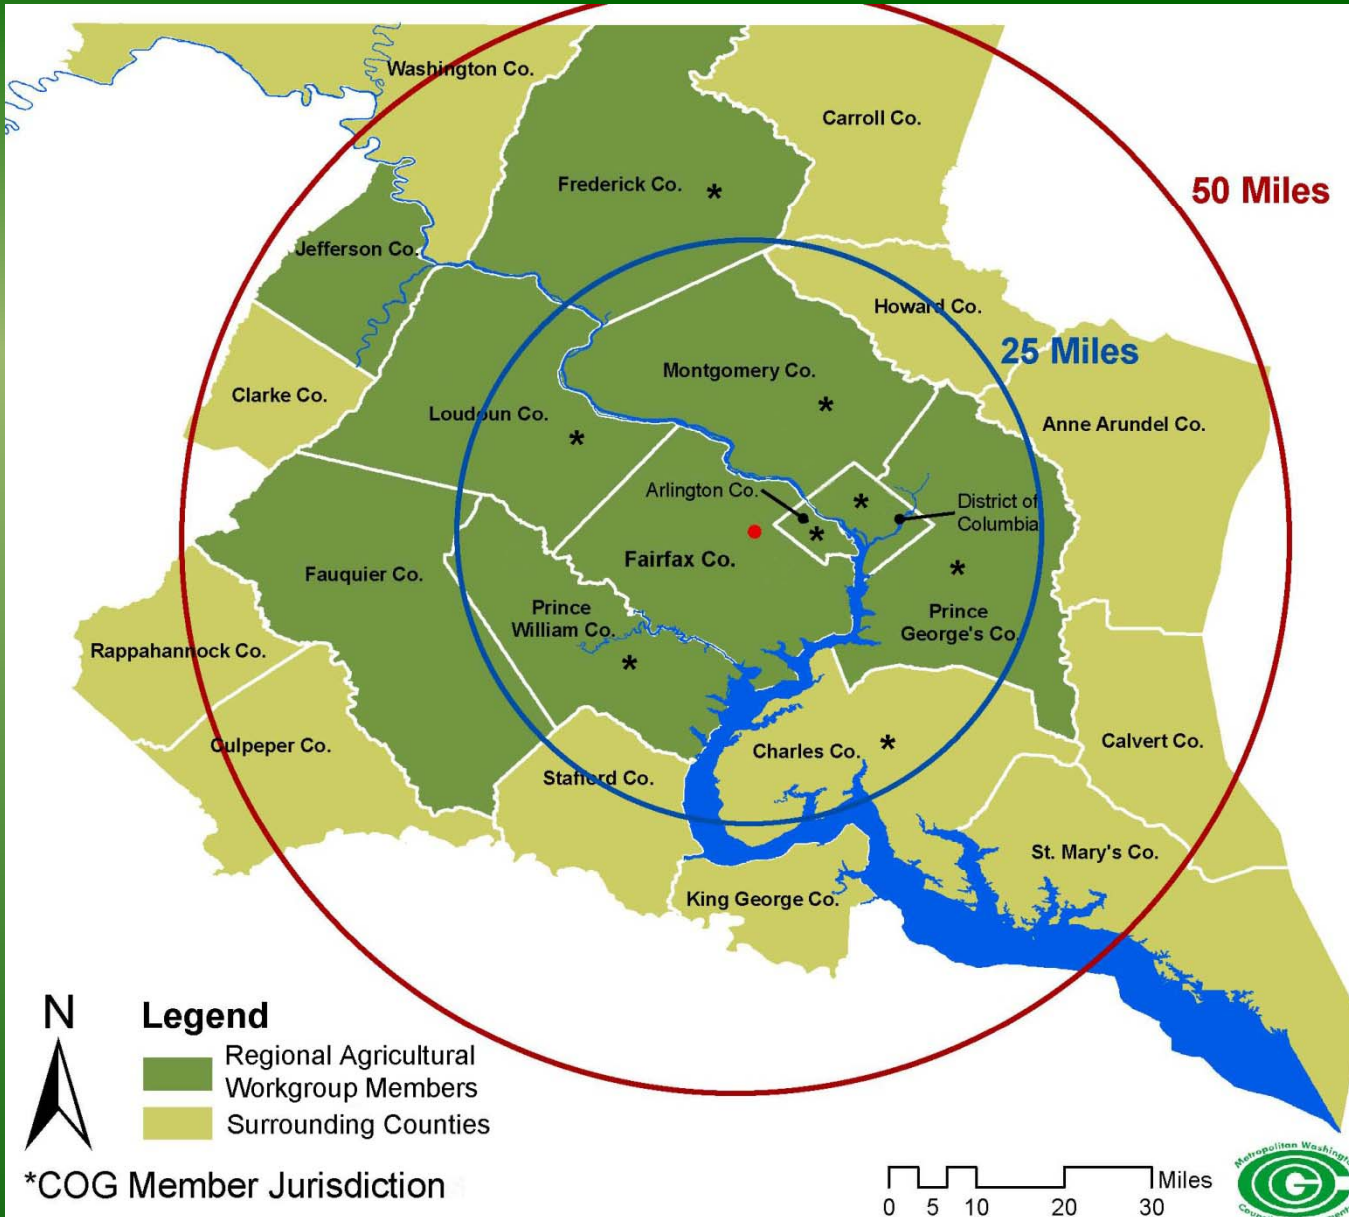 Washington Co.
Carroll Co.
Frederick Co.
*
50 Miles
Jefferson Co.
Howard Co.
25 Miles
Montgomery Co.
*
Clarke Co.
Loudoun Co.
*
Anne Arundel Co.
Arlington Co.
*
District of
Columbia
*
Fairfax Co.
*
Fauquier Co.
Prince
William Co.
*
Prince
George's Co.
Rappahannock Co.
Culpeper Co.
Stafford Co.
Charles Co.
*
Calvert Co.
St. Mary's Co.
King George Co.
N
Legend
Regional Agricultural
Workgroup Members
Surrounding Counties
*COG Member Jurisdiction
Miles
0 5 10 20 30
Metropolitan Washington